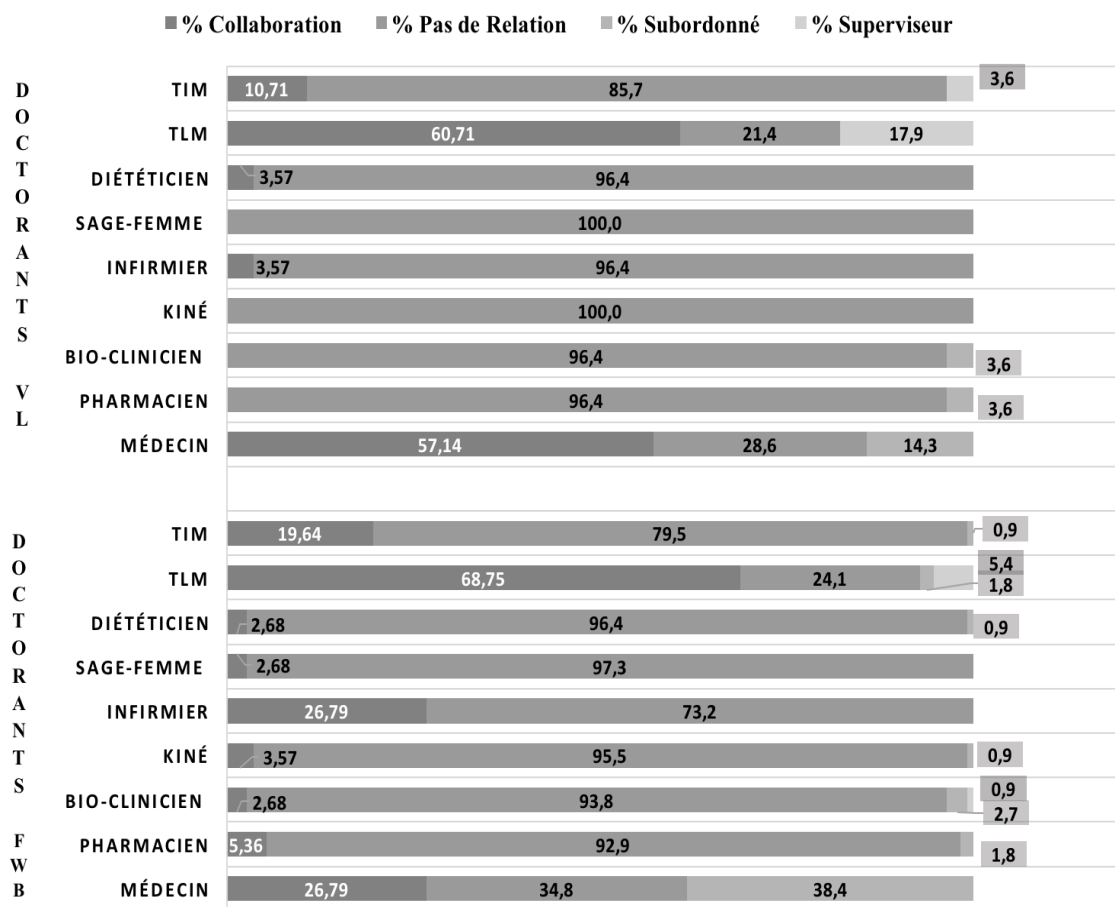 % Collaboration % Pas de Relation % Subordonné % Superviseur
DOCTORANTS VL
TIM 10,71 85,7 3,6
TLM 60,71 21,4 17,9
DIÉTÉTICIEN 3,57 96,4
SAGE-FEMME 100,0
INFIRMIER 3,57 96,4
KINÉ 100,0
BIO-CLINICIEN 96,4 3,6
PHARMACIEN 96,4 3,6
MÉDECIN 57,14 28,6 14,3
DOCTORANTS FWB
TIM 19,64 79,5 0,9
TLM 68,75 24,1 5,4 1,8
DIÉTÉTICIEN 2,68 96,4 0,9
SAGE-FEMME 2,68 97,3
INFIRMIER 26,79 73,2
KINÉ 3,57 95,5 0,9
BIO-CLINICIEN 2,68 93,8 0,9 2,7
PHARMACIEN 5,36 92,9 1,8
MÉDECIN 26,79 34,8 38,4